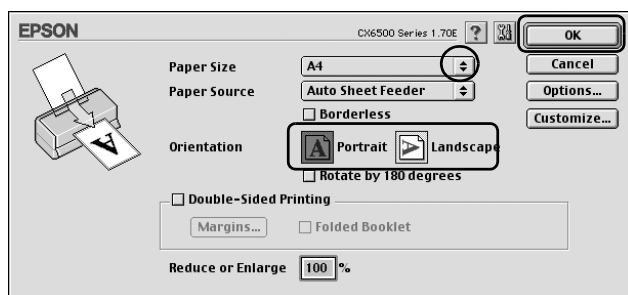 EPSON CX6500 Series 1.70E ? OK
Paper Size A4 Cancel
Paper Source Auto Sheet Feeder Options...
Borderless Customize...
Orientation A Portrait A Landscape
Rotate by 180 degrees
Double-Sided Printing
Margins... Folded Booklet
Reduce or Enlarge 100 %
A